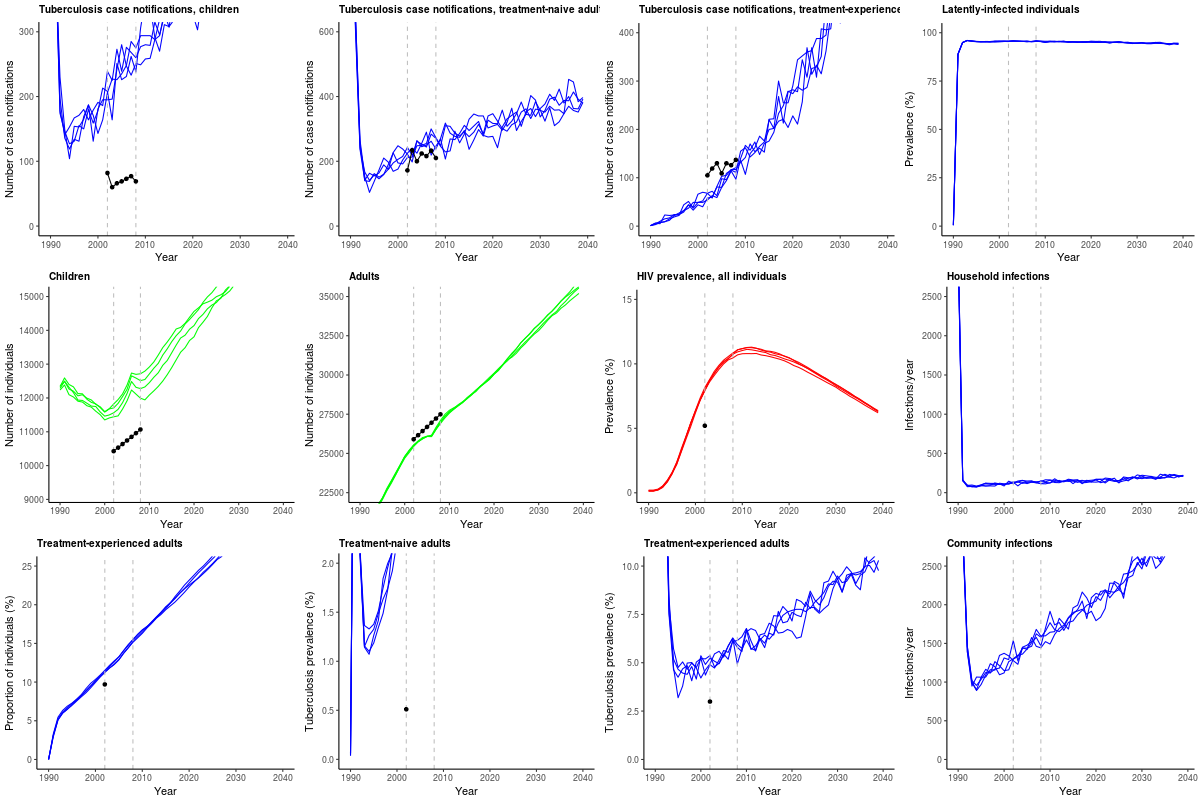 Tuberculosis case notifications, children
Number of case notifications
300
200
100
0
1990 2000 2010 2020 2030 2040
Year
Tuberculosis case notifications, treatment-naive adul
Number of case notifications
600
400
200
0
1990 2000 2010 2020 2030 2040
Year
Tuberculosis case notifications, treatment-experience
Number of case notifications
400
300
200
100
0
1990 2000 2010 2020 2030 2040
Year
Latently-infected individuals
Prevalence (%)
100
75
50
25
0
1990 2000 2010 2020 2030 2040
Year
Children
Number of individuals
15000
14000
13000
12000
11000
10000
9000
1990 2000 2010 2020 2030 2040
Year
Adults
Number of individuals
35000
32500
30000
27500
25000
22500
1990 2000 2010 2020 2030 2040
Year
HIV prevalence, all individuals
Prevalence (%)
15
10
5
0
1990 2000 2010 2020 2030 2040
Year
Household infections
Infections/year
2500
2000
1500
1000
500
0
1990 2000 2010 2020 2030 2040
Year
Treatment-experienced adults
Proportion of individuals (%)
25
20
15
10
5
0
1990 2000 2010 2020 2030 2040
Year
Treatment-naive adults
Tuberculosis prevalence (%)
2.0
1.5
1.0
0.5
0.0
1990 2000 2010 2020 2030 2040
Year
Treatment-experienced adults
Tuberculosis prevalence (%)
10.0
7.5
5.0
2.5
0.0
1990 2000 2010 2020 2030 2040
Year
Community infections
Infections/year
2500
2000
1500
1000
500
0
1990 2000 2010 2020 2030 2040
Year